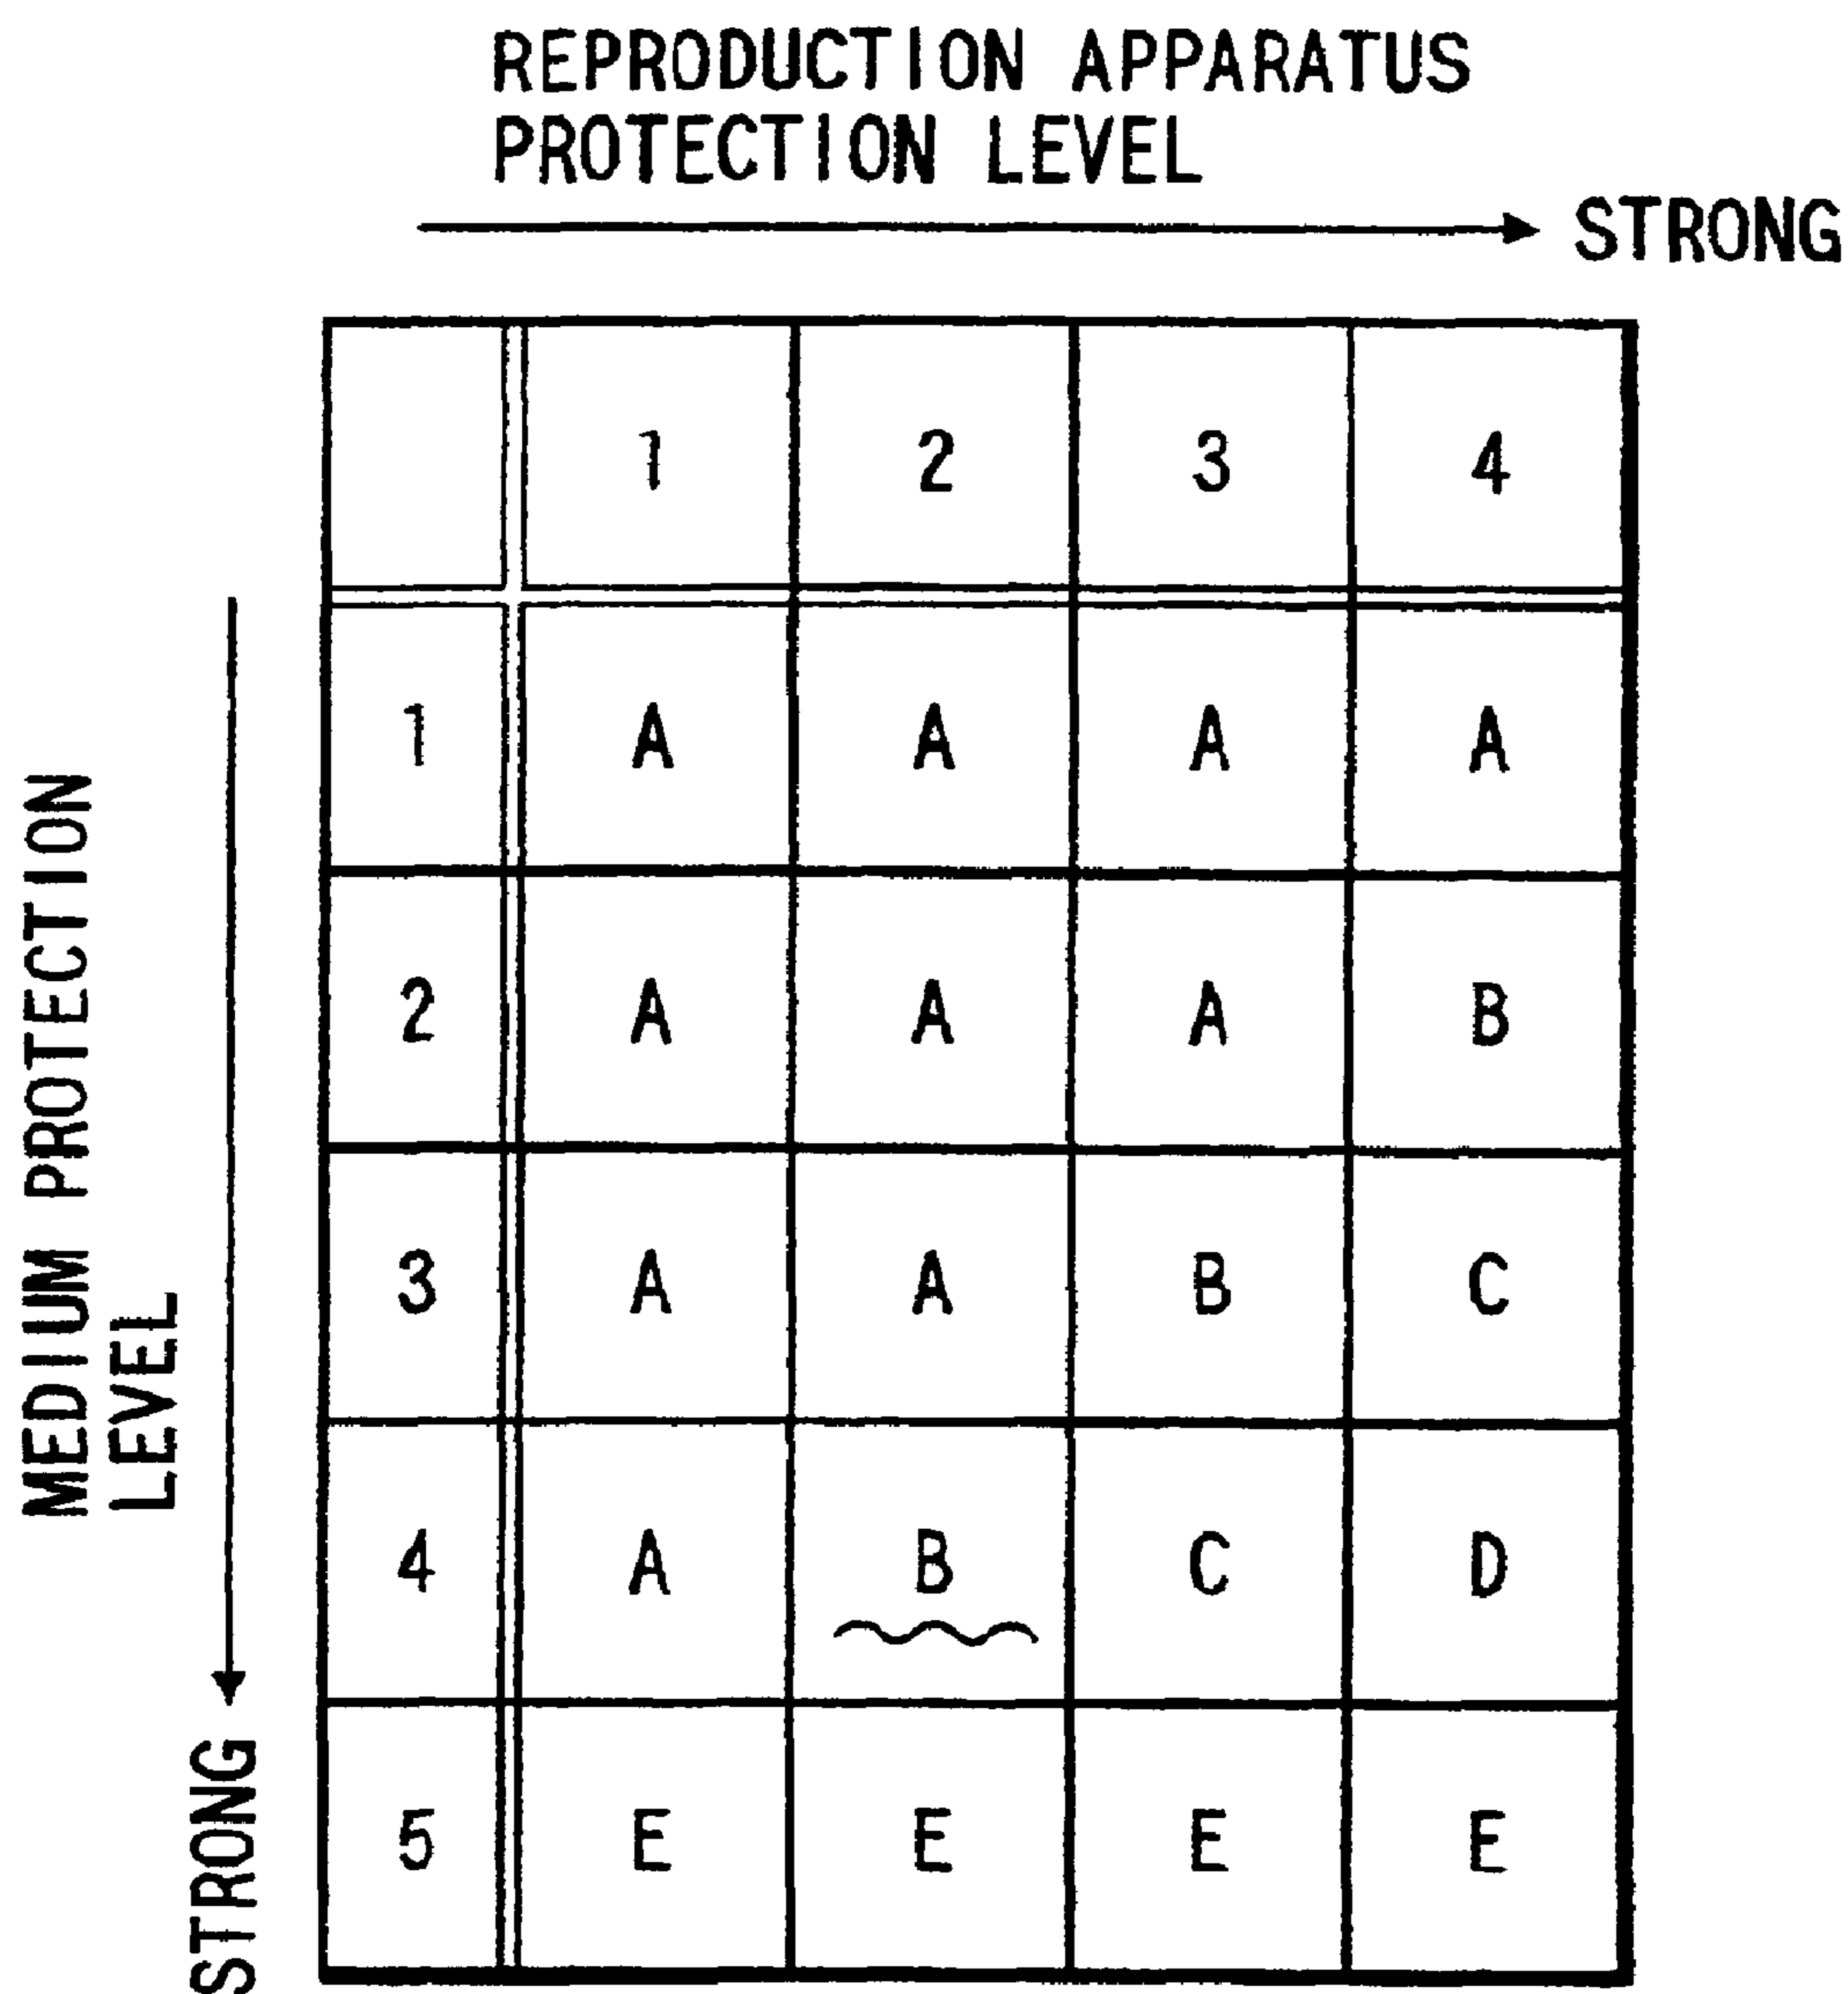 REPRODUCTION APPARATUS
PROTECTION LEVEL
STRONG
1 2 3 4
1 A A A A
2 A A A B
3 A A B C
4 A B C D
5 E E E E
MEDIUM PROTECTION
LEVEL
STRONG